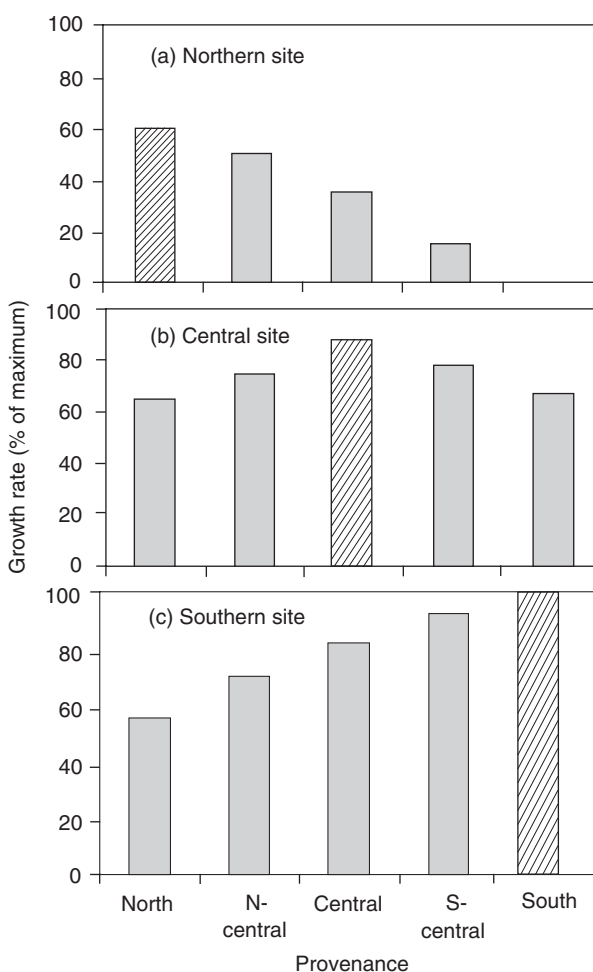 100
(a) Northern site
80
60
40
20
0
100
(b) Central site
80
60
40
20
0
100
(c) Southern site
80
60
40
20
0
Growth rate (% of maximum)
North
N-
central
Central
S-
central
South
Provenance